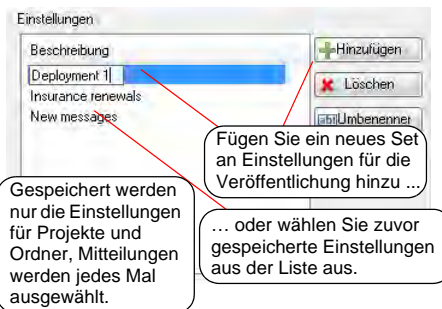 Einstellungen
Beschreibung
Hinzufügen
Deployment 1
Löschen
Insurance renewals
New messages
abl Umbenenner
Fügen Sie ein neues Set
an Einstellungen für die
Veröffentlichung hinzu ...
Gespeichert werden
nur die Einstellungen
für Projekte und
Ordner, Mitteilungen
werden jedes Mal
ausgewählt.
… oder wählen Sie zuvor
gespeicherte Einstellungen
aus der Liste aus.